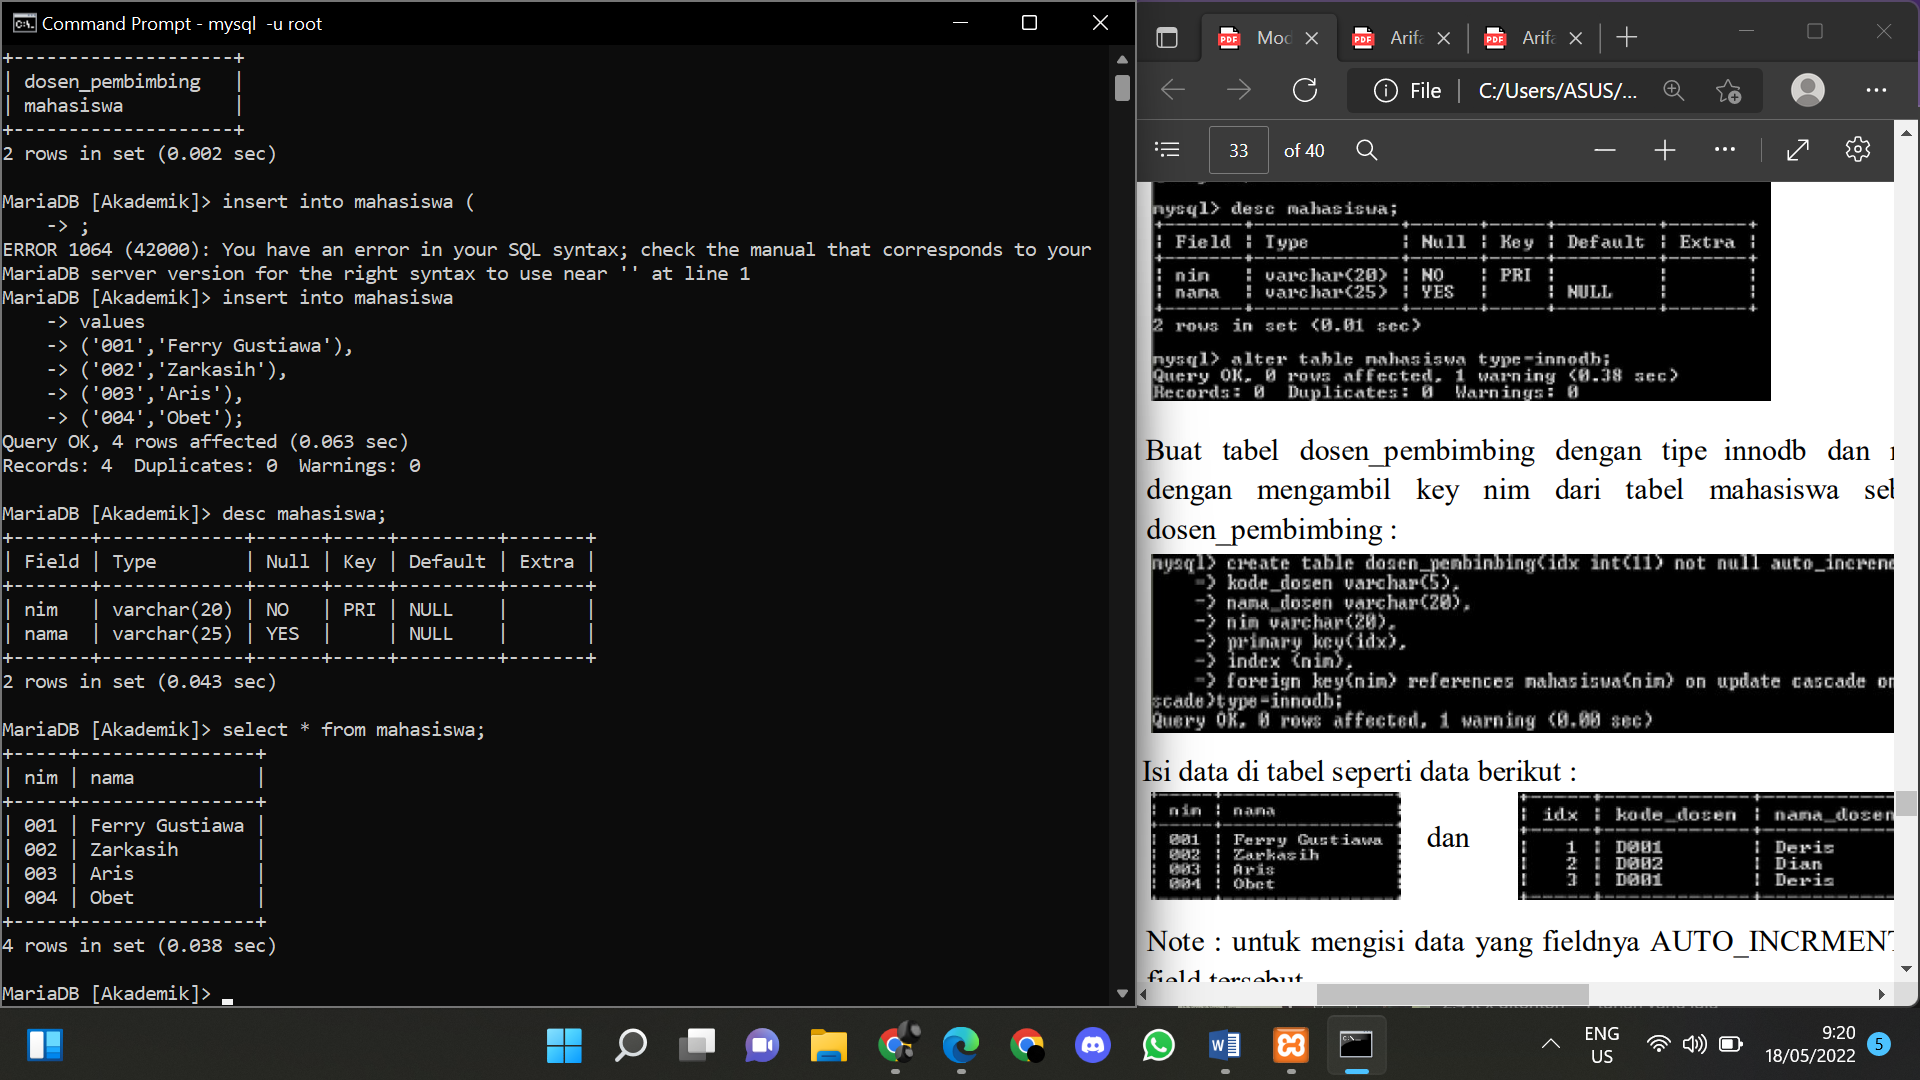 Command Prompt - mysql  -u root
+--------------------+
| dosen_pembimbing   |
| mahasiswa          |
+--------------------+
2 rows in set (0.002 sec)
MariaDB [Akademik]> insert into mahasiswa (
    -> ;
ERROR 1064 (42000): You have an error in your SQL syntax; check the manual that corresponds to your
MariaDB server version for the right syntax to use near '' at line 1
MariaDB [Akademik]> insert into mahasiswa
    -> values
    -> ('001','Ferry Gustiawa'),
    -> ('002','Zarkasih'),
    -> ('003','Aris'),
    -> ('004','Obet');
Query OK, 4 rows affected (0.063 sec)
Records: 4  Duplicates: 0  Warnings: 0
MariaDB [Akademik]> desc mahasiswa;
+-------+-------------+------+-----+---------+-------+
| Field | Type        | Null | Key | Default | Extra |
+-------+-------------+------+-----+---------+-------+
| nim   | varchar(20) | NO   | PRI | NULL    |       |
| nama  | varchar(25) | YES  |     | NULL    |       |
+-------+-------------+------+-----+---------+-------+
2 rows in set (0.043 sec)
MariaDB [Akademik]> select * from mahasiswa;
+-----+----------------+
| nim | nama           |
+-----+----------------+
| 001 | Ferry Gustiawa |
| 002 | Zarkasih       |
| 003 | Aris           |
| 004 | Obet           |
+-----+----------------+
4 rows in set (0.038 sec)
MariaDB [Akademik]>
PDF Mod
PDF Arifa
PDF Arifa
File | C:/Users/ASUS/...
33 of 40
mysql> desc mahasiswa;
| Field | Type        | Null | Key | Default | Extra |
| nim   | varchar(20) | NO   | PRI |         |       |
| nama  | varchar(25) | YES  |     | NULL    |       |
2 rows in set (0.01 sec)
mysql> alter table mahasiswa type=innodb;
Query OK, 0 rows affected, 1 warning (0.38 sec)
Records: 0  Duplicates: 0  Warnings: 0
Buat tabel dosen_pembimbing dengan tipe innodb dan
dengan mengambil key nim dari tabel mahasiswa seb
dosen_pembimbing :
mysql> create table dosen_pembinbing(idx int(11) not null auto_increme
    -> kode_dosen varchar(5),
    -> nama_dosen varchar(20),
    -> nim varchar(20),
    -> primary key(idx),
    -> index (nim),
    -> foreign key(nim) references mahasiswa(nim) on update cascade on
scade)type=innodb;
Query OK, 0 rows affected, 1 warning (0.00 sec)
Isi data di tabel seperti data berikut :
| nim | nama           |
| 001 | Ferry Gustiawa |
| 002 | Zarkasih       |
| 003 | Aris           |
| 004 | Obet           |
dan
| idx | kode_dosen | nama_dosen
|   1 | D001       | Deris
|   2 | D002       | Dian
|   3 | D001       | Deris
Note : untuk mengisi data yang fieldnya AUTO_INCRMENT
field tersebut
ENG
US
9:20
18/05/2022
5